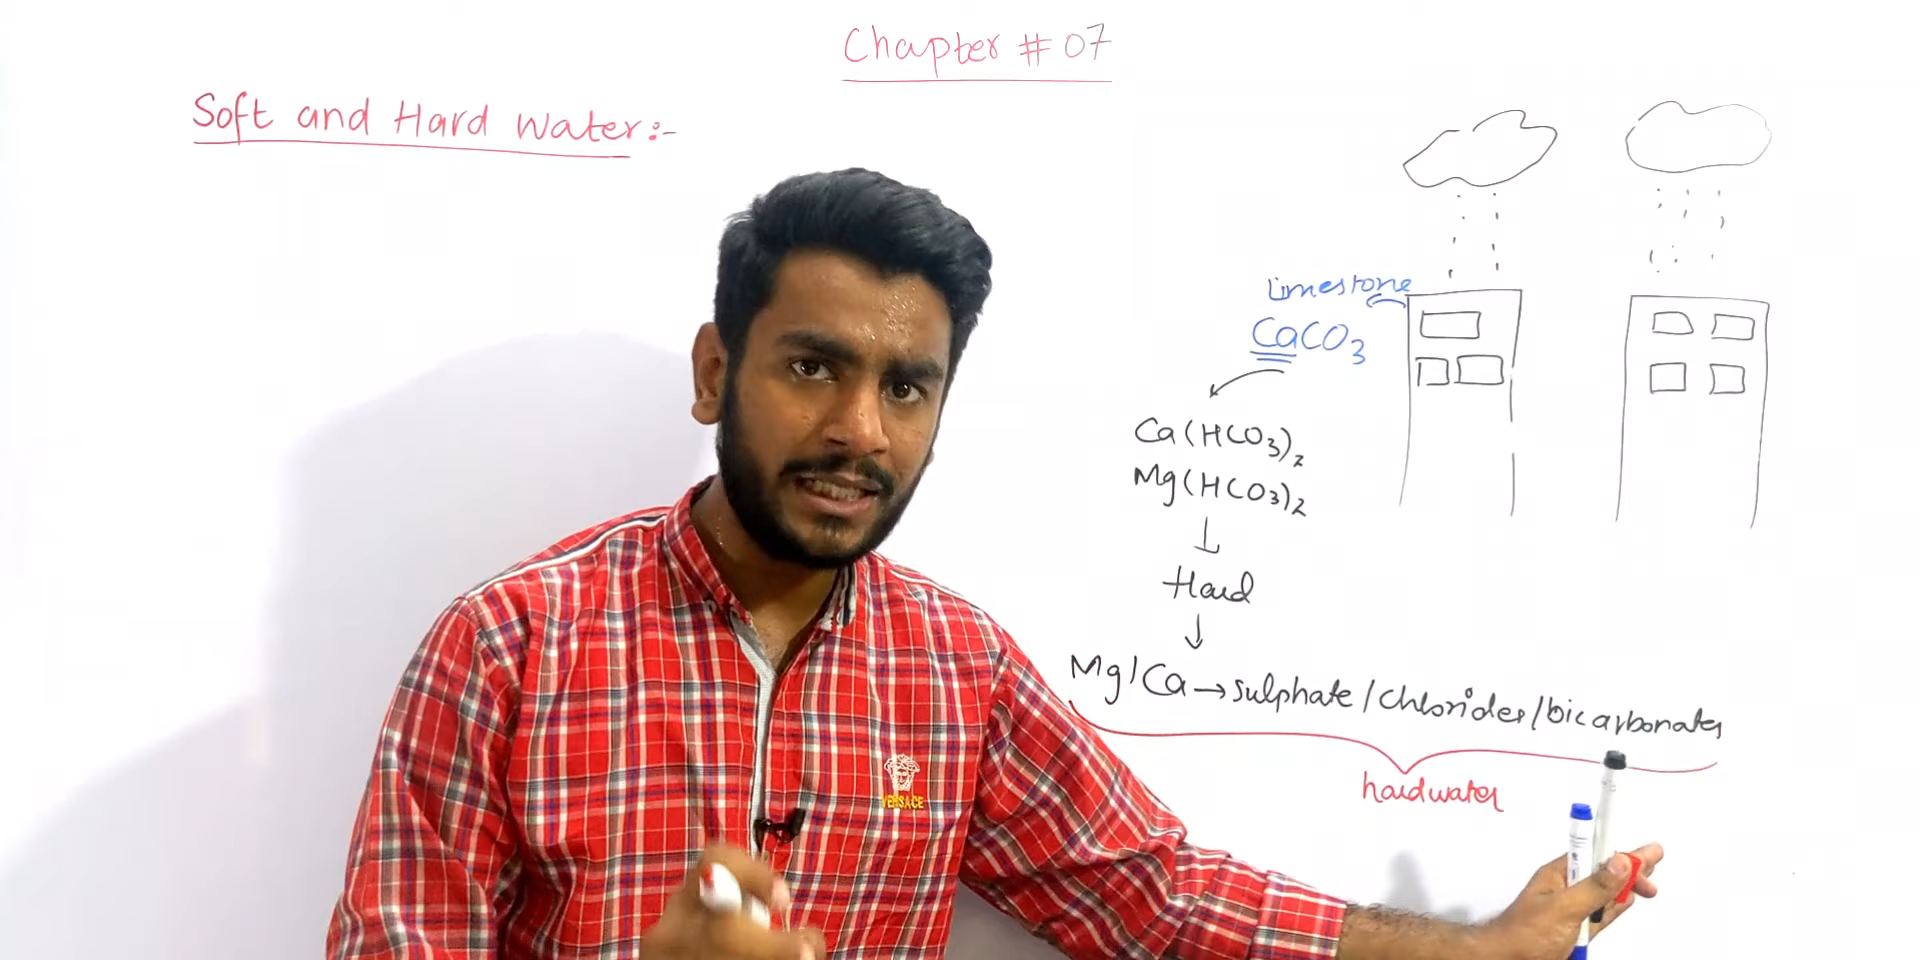 Chapter # 07
Soft and Hard Water:-
Limestone
CaCO3
Ca(HCO3)2
Mg(HCO3)2
↓
Hard
↓
Mg/Ca → Sulphate/Chlorides/bicarbonates
hardwater
VERSACE